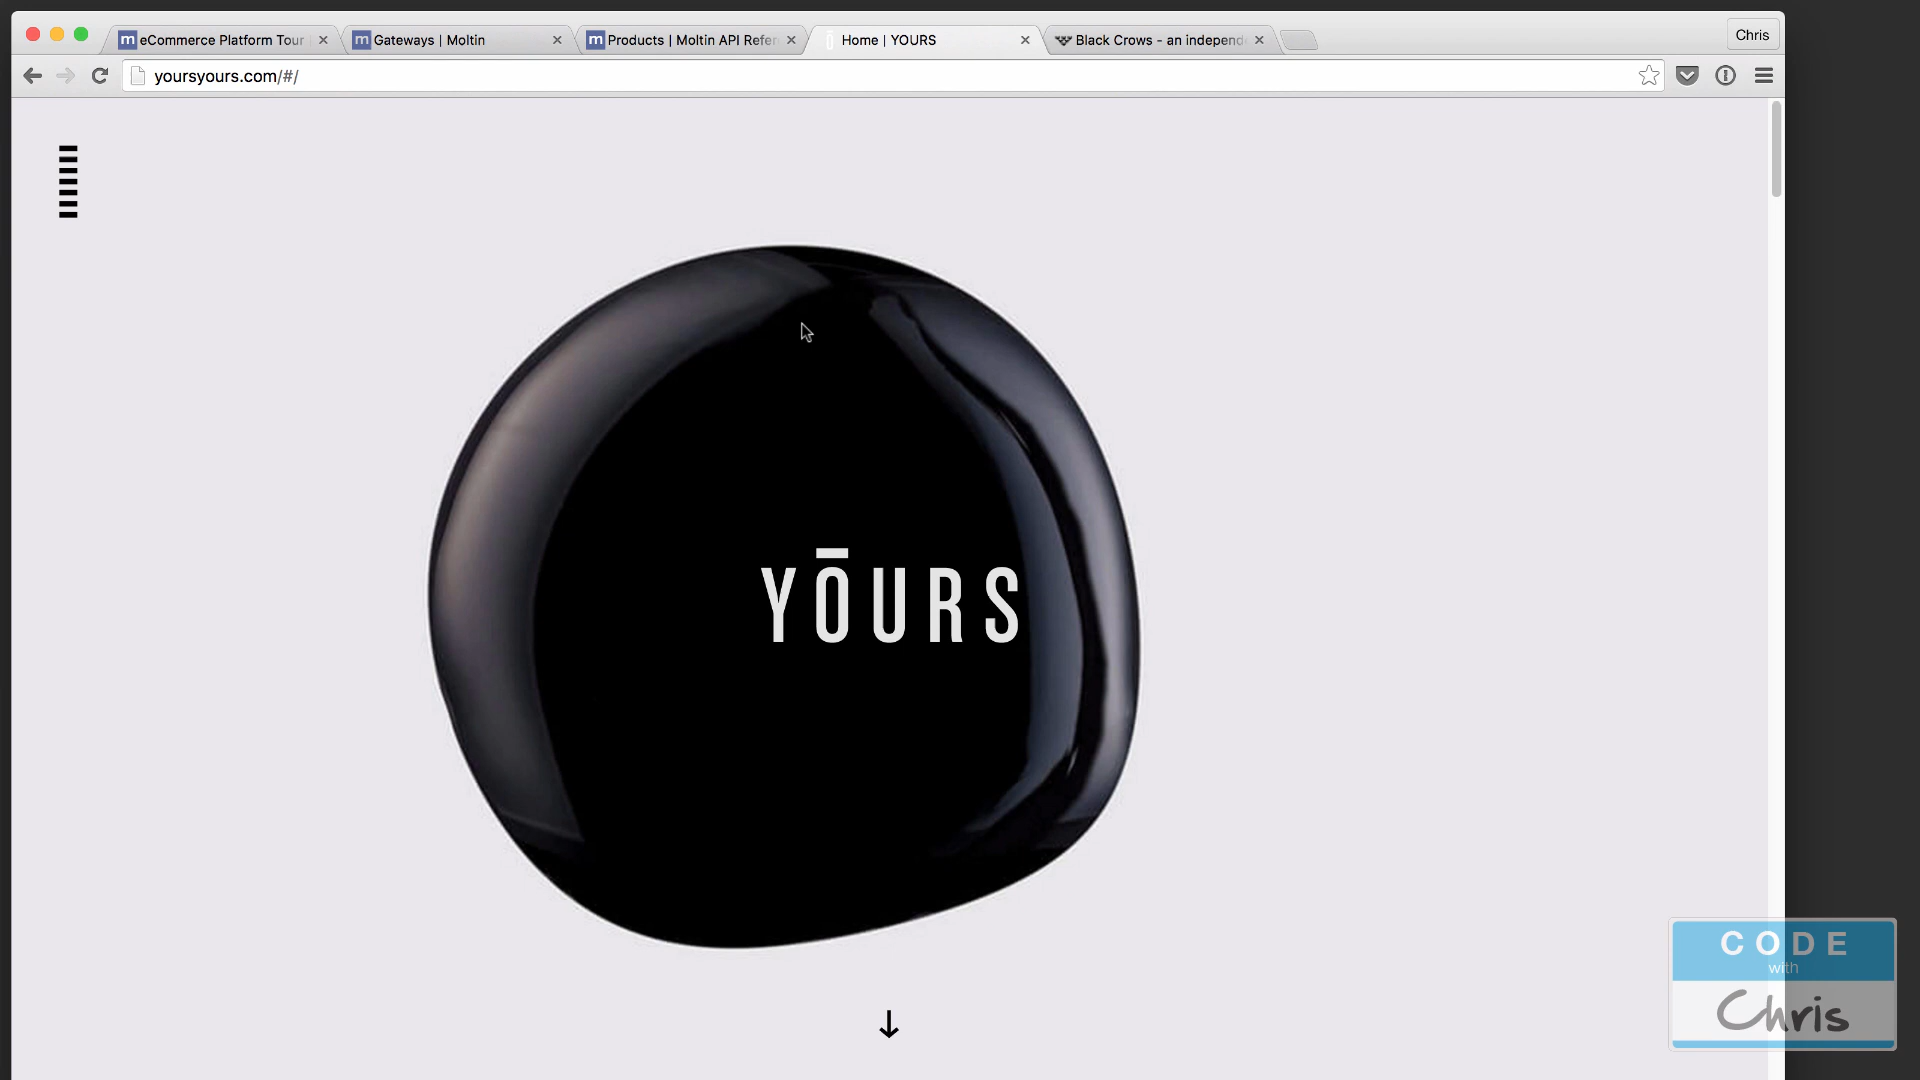 eCommerce Platform Tour
Gateways | Moltin
Products | Moltin API Refer
Home | YOURS
Black Crows - an independ
Chris
yoursyours.com/#/
YŌURS
CODE
with
Chris